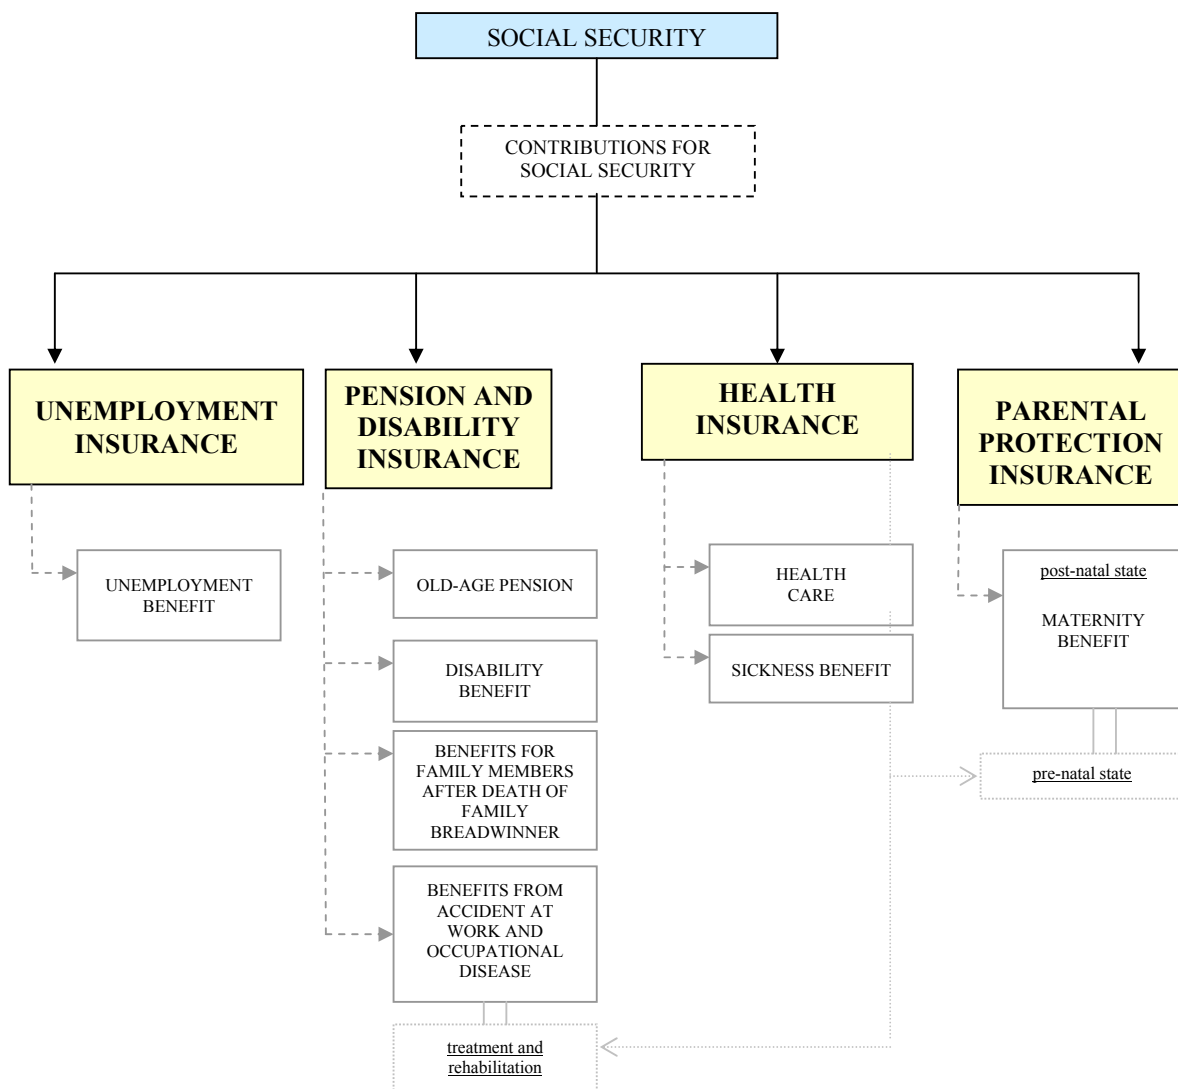 SOCIAL SECURITY
CONTRIBUTIONS FOR
SOCIAL SECURITY
UNEMPLOYMENT
INSURANCE
PENSION AND
DISABILITY
INSURANCE
HEALTH
INSURANCE
PARENTAL
PROTECTION
INSURANCE
UNEMPLOYMENT
BENEFIT
OLD-AGE PENSION
DISABILITY
BENEFIT
BENEFITS FOR
FAMILY MEMBERS
AFTER DEATH OF
FAMILY
BREADWINNER
BENEFITS FROM
ACCIDENT AT
WORK AND
OCCUPATIONAL
DISEASE
treatment and
rehabilitation
HEALTH
CARE
SICKNESS BENEFIT
post-natal state
MATERNITY
BENEFIT
pre-natal state